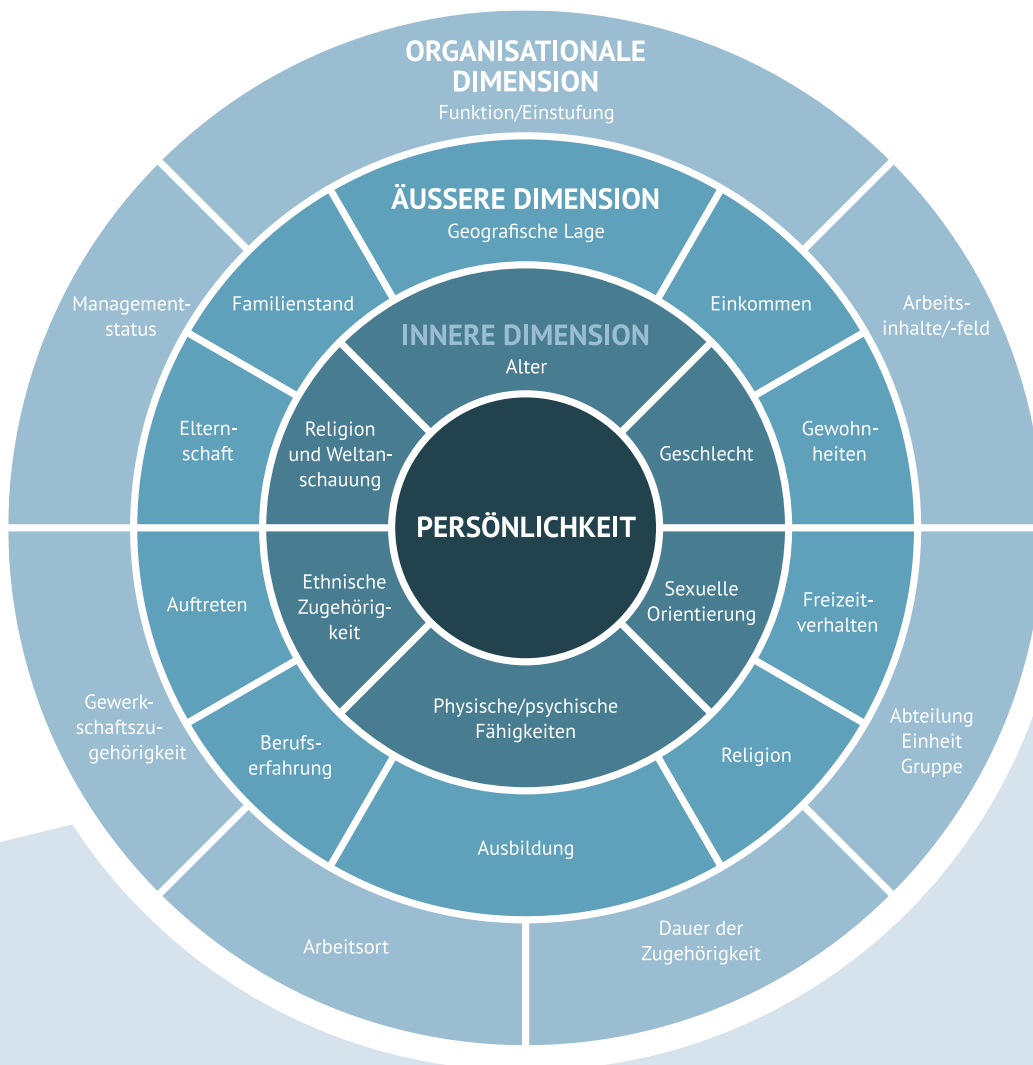 ORGANISATIONALE
DIMENSION
Funktion/Einstufung
ÄUSSERE DIMENSION
Geografische Lage
INNERE DIMENSION
Alter
PERSÖNLICHKEIT
Management-
status
Familienstand
Einkommen
Arbeits-
inhalte/-feld
Eltern-
schaft
Religion
und Weltan-
schauung
Geschlecht
Gewohn-
heiten
Auftreten
Ethnische
Zugehörig-
keit
Sexuelle
Orientierung
Freizeit-
verhalten
Gewerk-
schaftszu-
gehörigkeit
Berufs-
erfahrung
Physische/psychische
Fähigkeiten
Religion
Abteilung
Einheit
Gruppe
Ausbildung
Arbeitsort
Dauer der
Zugehörigkeit